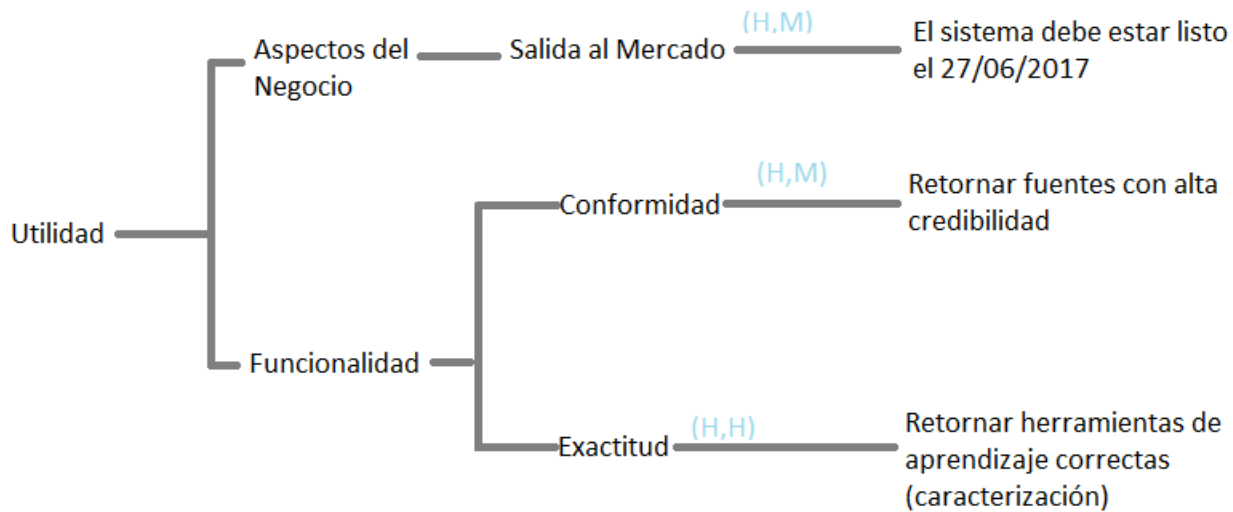 Aspectos del
Negocio
Salida al Mercado
(H,M)
El sistema debe estar listo
el 27/06/2017
Utilidad
Conformidad
(H,M)
Retornar fuentes con alta
credibilidad
Funcionalidad
Exactitud
(H,H)
Retornar herramientas de
aprendizaje correctas
(caracterización)